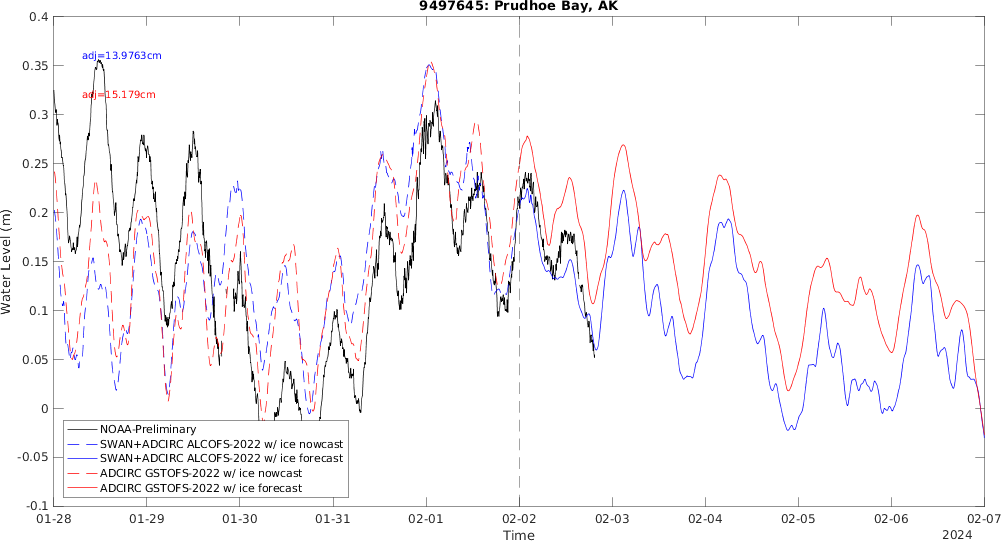 9497645: Prudhoe Bay, AK
0.4
0.35
0.3
0.25
0.2
0.15
0.1
0.05
0
-0.05
-0.1
Water Level (m)
adj=13.9763cm
adj=15.179cm
NOAA-Preliminary
SWAN+ADCIRC ALCOFS-2022 w/ ice nowcast
SWAN+ADCIRC ALCOFS-2022 w/ ice forecast
ADCIRC GSTOFS-2022 w/ ice nowcast
ADCIRC GSTOFS-2022 w/ ice forecast
01-28 01-29 01-30 01-31 02-01 02-02 02-03 02-04 02-05 02-06 02-07
Time
2024